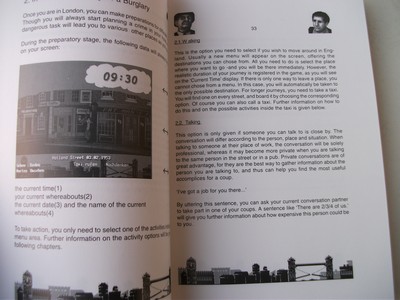 a Burglary
Once you are in London, you can make preparations
Though you will always start planning a crime in
dangerous task will lead you to various other places
During the preparatory stage, the following data will
on your screen:
09:30
Holland Street
the current time(1)
your current whereabouts(2)
the current date(3) and the name of the current
whereabouts(4)
To take action, you only need to select one of the activities
menu area. Further information on the activity options
following chapters.
33
2.1. Walking
This is the option you need to select if you wish to move around in Eng-
land. Usually a new menu will appear on the screen, offering the
destinations you can chose from. All you need to do is select the place
where you want to go -and you will be there immediately. However, the
realistic duration of your journey is registered in the game, as you will see
on the 'Current Time' display. If there is only one way to leave a place, you
cannot chose from a menu. In this case, you will automatically be taken to
the only possible destination. For longer journeys, you need to take a taxi.
You will find one on every street, and board it by choosing the corresponding
option. Of course you can also call a taxi. Further information on how to
do this and on the possible activities inside the taxi is given below.
2.2. Talking
This option is only given if someone you can talk to is close by. The
conversation will differ according to the person, place and situation. When
talking to someone at their place of work, the conversation will be solely
professional, whereas it may become more private when you are talking
to the same person in the street or in a pub. Private conversations are of
great advantage, for they are the best way to gather information about the
person you are talking to, and thus can help you find the most useful
accomplices for a coup.
'I've got a job for you there...'
By uttering this sentence, you can ask your current conversation partner
to take part in one of your coups. A sentence like 'There are 2/3/4 of us.'
will give you further information about how expensive this person could be
to you.